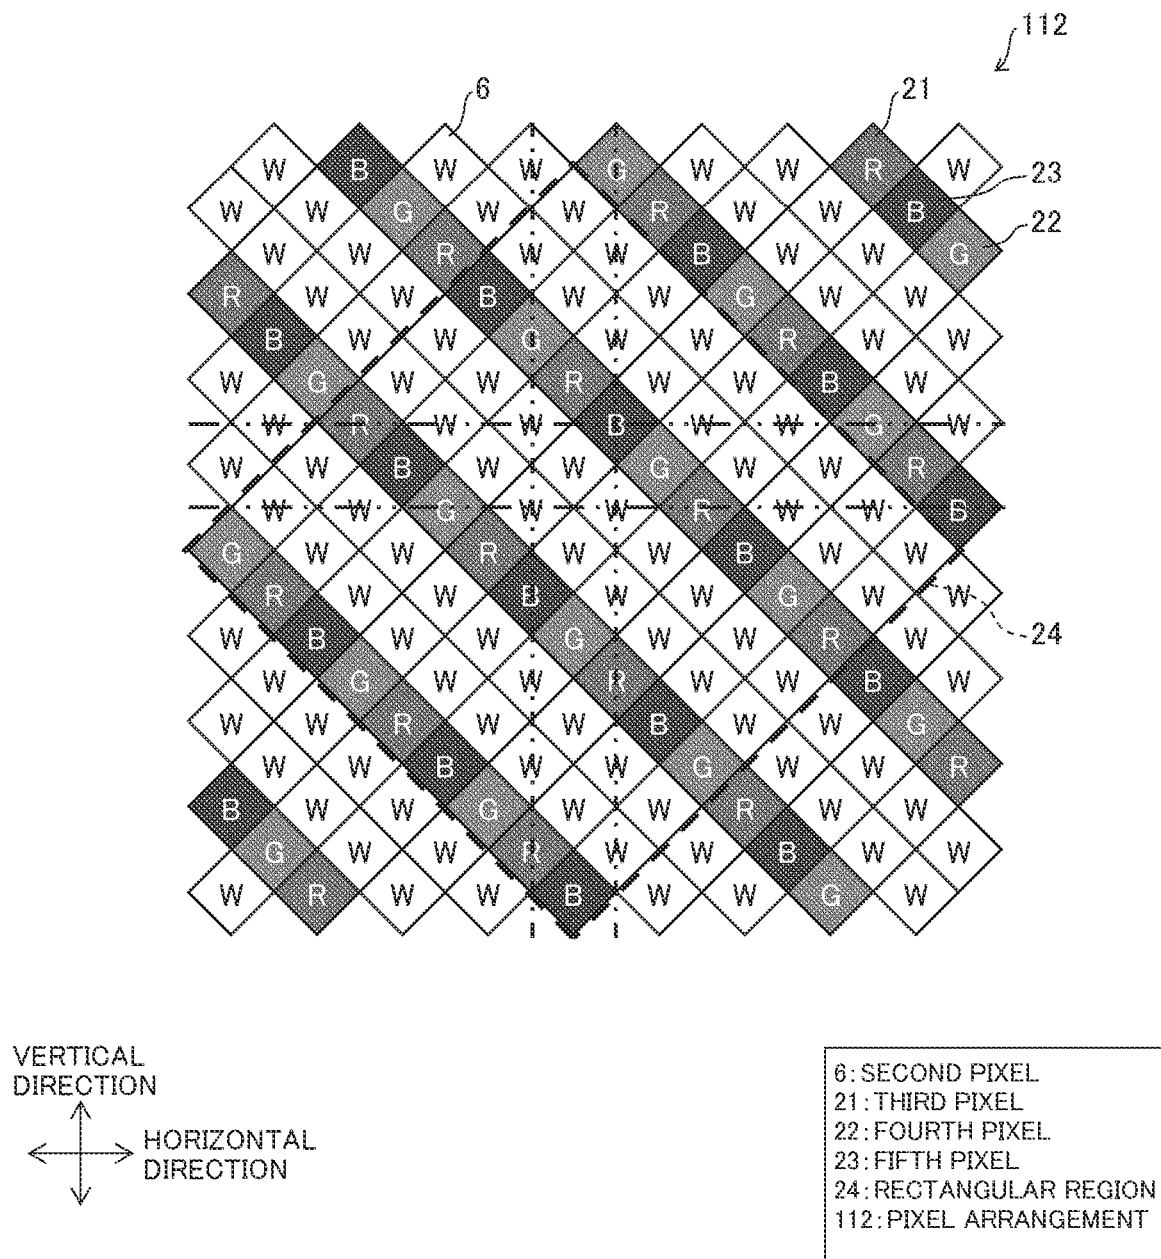 112
6
21
W B W W G W W R W
23
W W G W W R W W B
22
W W R W W B W W G
R W W B W W G W W
B W W G W W R W W
W G W W R W W B W
W R W W B W W G W
W W B W W G W W R
W W G W W R W W B
G W W R W W B W W
R W W B W W G W W
24
W B W W G W W R W
W G W W R W W B W
W W R W W B W W G
W W B W W G W W R
B W W G W W R W W
G W W R W W B W W
W R W W B W W G W
VERTICAL
DIRECTION
HORIZONTAL
DIRECTION
6:SECOND PIXEL
21:THIRD PIXEL
22:FOURTH PIXEL
23:FIFTH PIXEL
24:RECTANGULAR REGION
112:PIXEL ARRANGEMENT